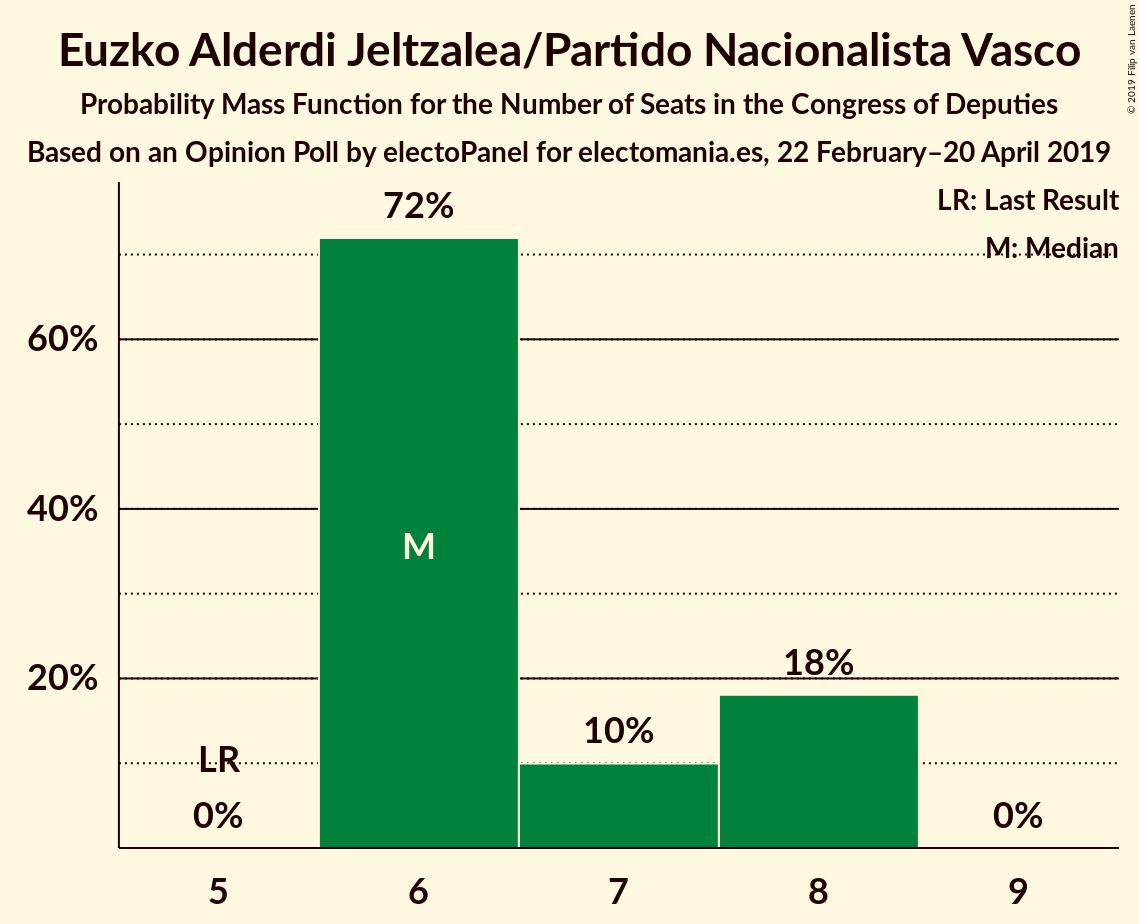 Euzko Alderdi Jeltzalea/Partido Nacionalista Vasco
Probability Mass Function for the Number of Seats in the Congress of Deputies
Based on an Opinion Poll by electoPanel for electomania.es, 22 February–20 April 2019
© 2019 Filip van Laenen
LR: Last Result
M: Median
72%
60%
40%
M
20%
18%
10%
LR
0%
0%
5
6
7
8
9